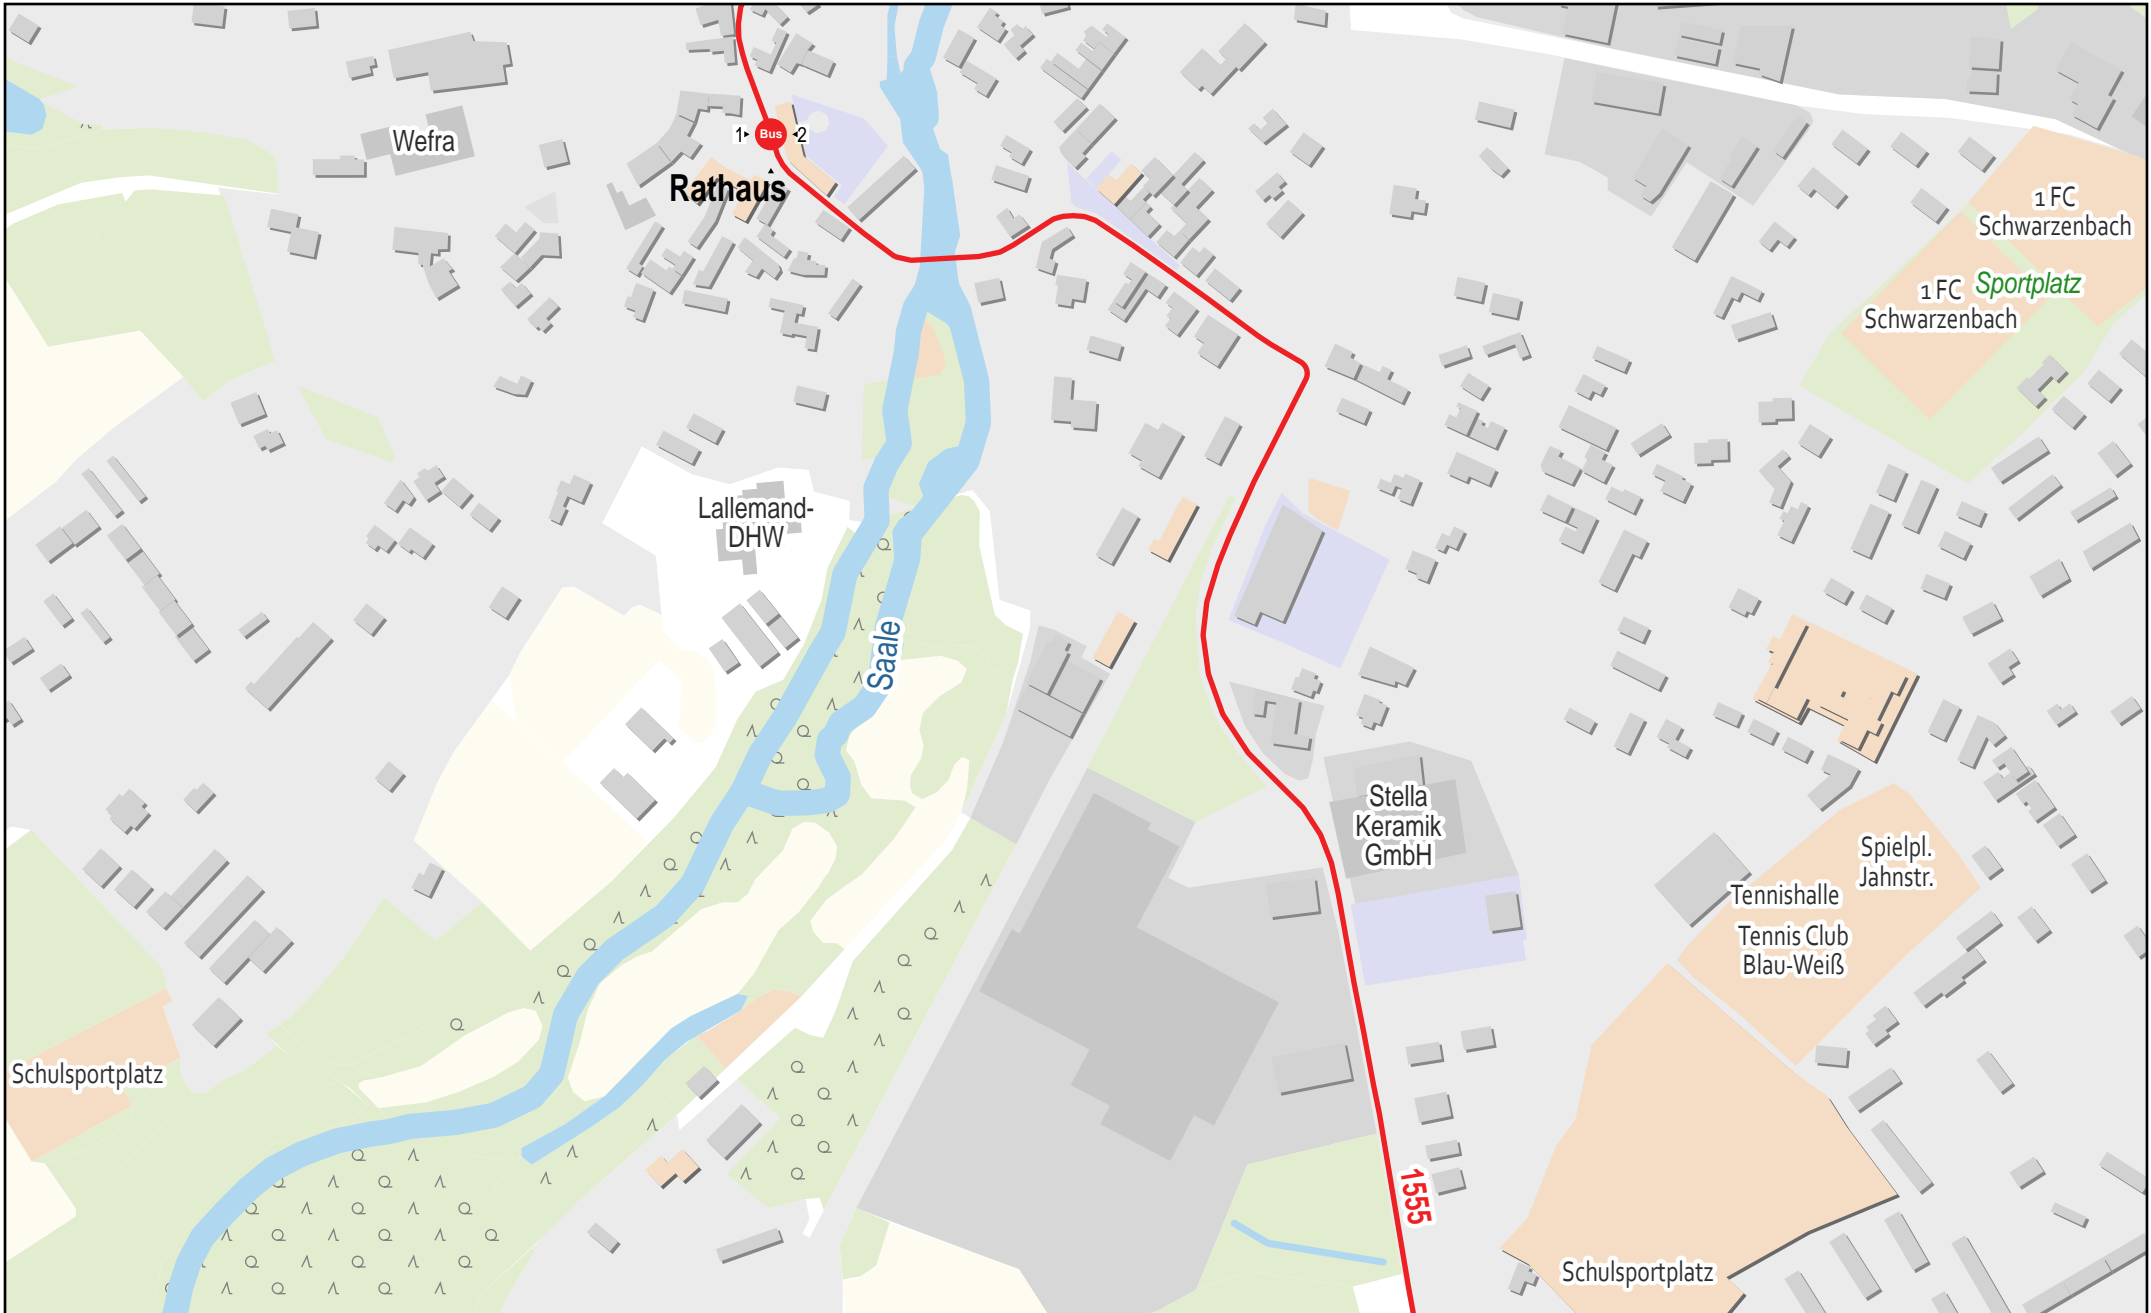 Wefra
1
Bus
2
Rathaus
1 FC
Schwarzenbach
Sportplatz
1 FC
Schwarzenbach
Lallemand-
DHW
Saale
Stella
Keramik
GmbH
Spielpl.
Jahnstr.
Tennishalle
Tennis Club
Blau-Weiß
Schulsportplatz
1555
Schulsportplatz